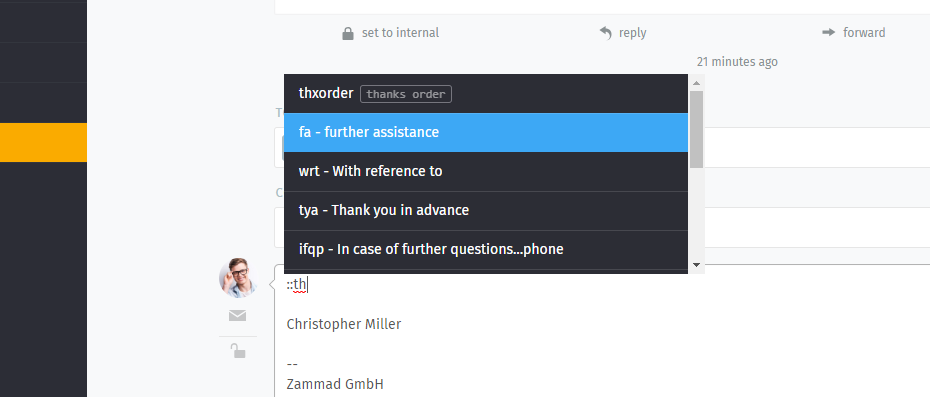 set to internal reply forward
21 minutes ago
thxorder thanks order
fa - further assistance
wrt - With reference to
tya - Thank you in advance
ifqp - In case of further questions...phone
::th
Christopher Miller
--
Zammad GmbH